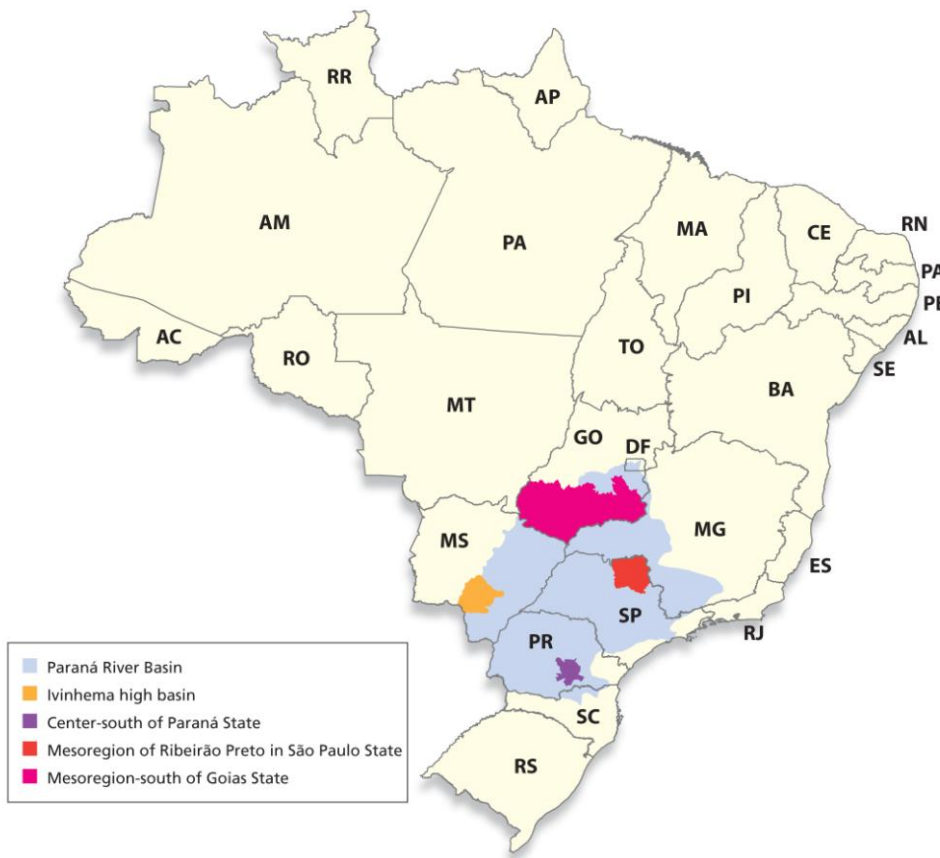 RR
AP
AM
PA
MA
CE
RN
PA
PI
PE
AC
AL
TO
RO
SE
BA
MT
GO
DF
MS
MG
ES
SP
RJ
PR
SC
RS
Paraná River Basin
Ivinhema high basin
Center-south of Paraná State
Mesoregion of Ribeirão Preto in São Paulo State
Mesoregion-south of Goias State